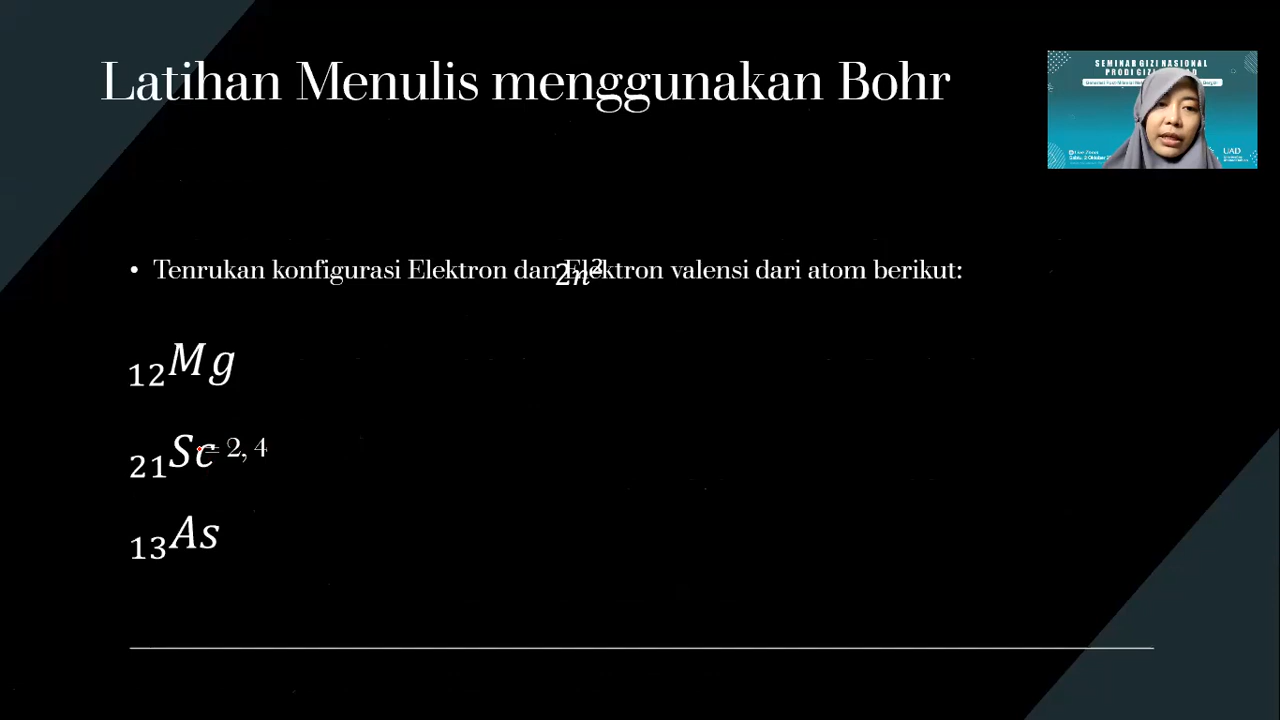 Latihan Menulis menggunakan Bohr
SEMINAR GIZI NASIONAL
• Tenrukan konfigurasi Elektron dan Elektron valensi dari atom berikut:
2n²
₁₂Mg
₂₁Sc = 2, 4
₁₃As
UAD